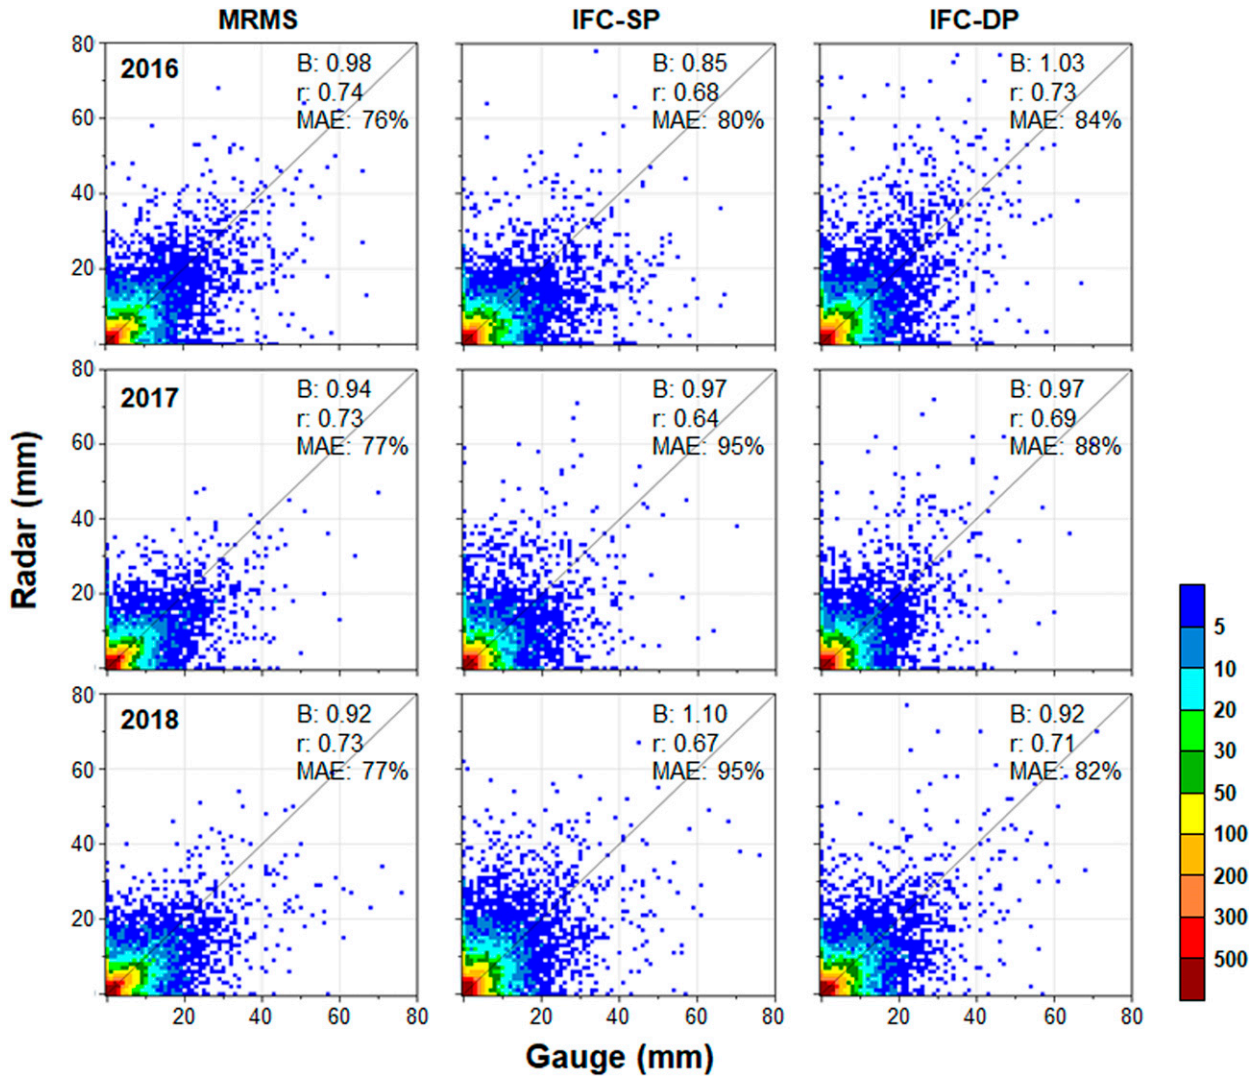 MRMS IFC-SP IFC-DP
80 2016 B: 0.98 B: 0.85 B: 1.03
r: 0.74 r: 0.68 r: 0.73
60 MAE: 76% MAE: 80% MAE: 84%
40
20
80 2017 B: 0.94 B: 0.97 B: 0.97
r: 0.73 r: 0.64 r: 0.69
60 MAE: 77% MAE: 95% MAE: 88%
40
20
80 2018 B: 0.92 B: 1.10 B: 0.92
r: 0.73 r: 0.67 r: 0.71
60 MAE: 77% MAE: 95% MAE: 82%
40
20
20 40 60 80 20 40 60 80 20 40 60 80
Radar (mm)
Gauge (mm)
5
10
20
30
50
100
200
300
500